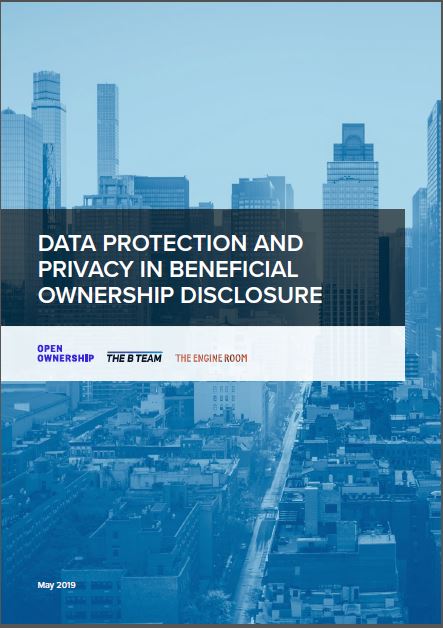 DATA PROTECTION AND
PRIVACY IN BENEFICIAL
OWNERSHIP DISCLOSURE
OPEN
OWNERSHIP
THE B TEAM
THE ENGINE ROOM
May 2019